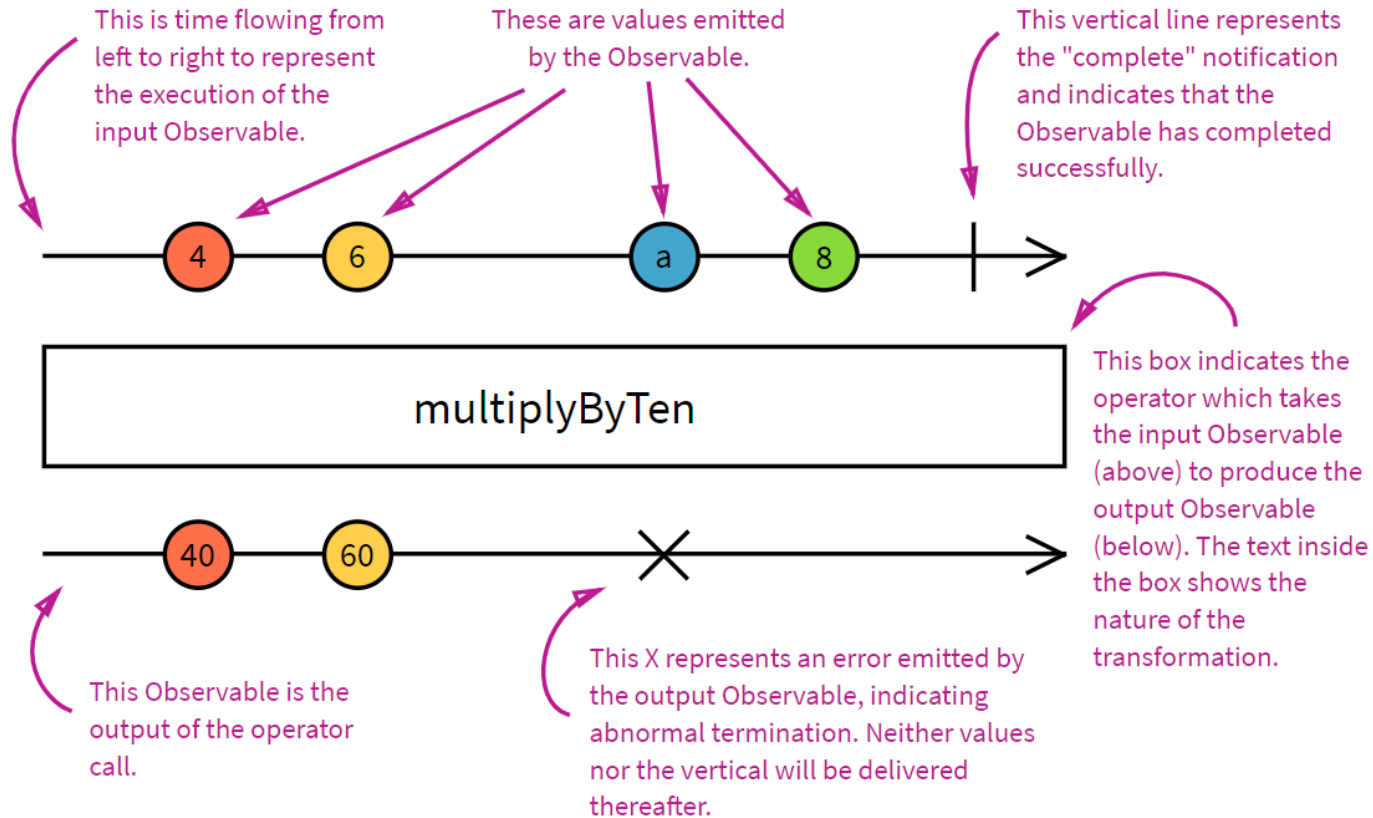 This is time flowing from
left to right to represent
the execution of the
input Observable.
These are values emitted
by the Observable.
This vertical line represents
the "complete" notification
and indicates that the
Observable has completed
successfully.
4
6
a
8
multiplyByTen
This box indicates the
operator which takes
the input Observable
(above) to produce the
output Observable
(below). The text inside
the box shows the
nature of the
transformation.
40
60
This Observable is the
output of the operator
call.
This X represents an error emitted by
the output Observable, indicating
abnormal termination. Neither values
nor the vertical will be delivered
thereafter.